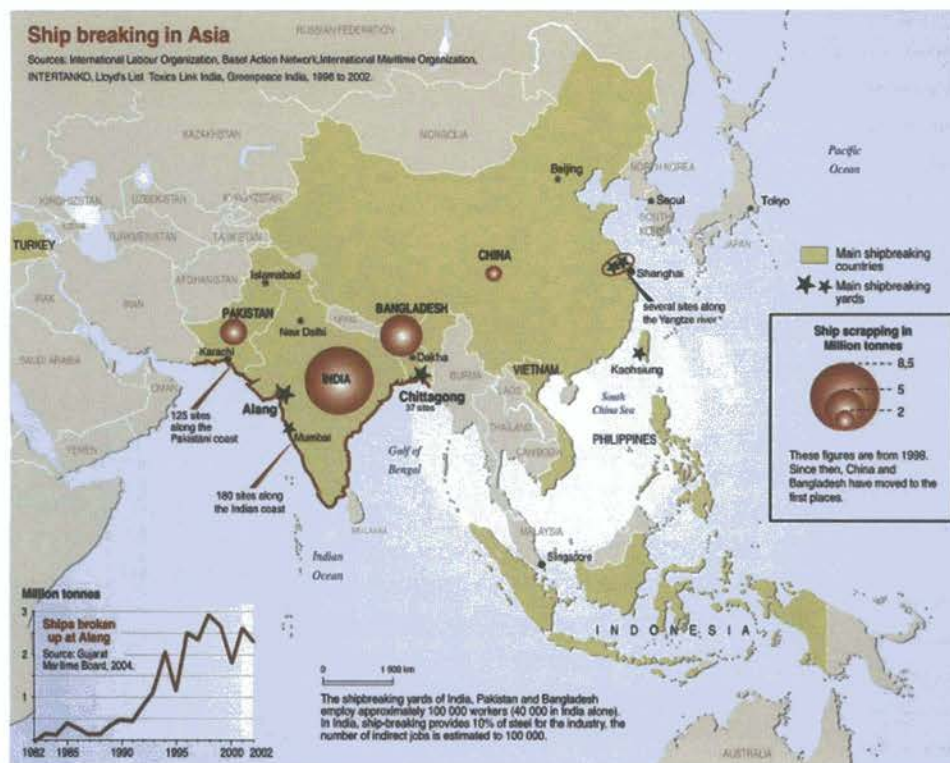 Ship breaking in Asia
Sources: International Labour Organization, Basel Action Network, International Maritime Organization,
INTERTANKO, Lloyd's List. Toxics Link India, Greenpeace India, 1996 to 2002.
RUSSIAN FEDERATION
KAZAKHSTAN
MONGOLIA
Beijing
NORTH KOREA
Seoul
SOUTH
KOREA
Tokyo
JAPAN
Pacific
Ocean
KYRGHIZSTAN
UZBEKISTAN
KYRGHIZSTAN
TURKEY
TURKMENISTAN
TAJIKISTAN
AFGHANISTAN
Islamabad
IRAK
IRAN
CHINA
Shanghai
several sites along
the Yangtze river
Main shipbreaking
countries
Main shipbreaking
yards
PAKISTAN
New Delhi
NEPAL
BANGLADESH
Karachi
SAUDI ARABIA
OMAN
YEMEN
INDIA
Dakha
BURMA
LAOS
VIETNAM
Kaohsiung
Alang
Chittagong
37 sites
125 sites
along the
Pakistani coast
Mumbai
THAILAND
South
China Sea
PHILIPPINES
Gulf of
Bengal
180 sites along
the Indian coast
MALAYSIA
Singapore
Indian
Ocean
INDONESIA
AUSTRALIA
Ship scrapping in
Million tonnes
8,5
5
2
These figures are from 1998.
Since then, China and
Bangladesh have moved to the
first places.
Million tonnes
3
2
1
Ships broken
up at Alang
Source: Gujarat
Maritime Board, 2004.
1982 1985 1990 1995 2000 2002
0
The shipbreaking yards of India, Pakistan and Bangladesh
employ approximately 100 000 workers (40 000 in India alone).
In India, ship-breaking provides 10% of steel for the industry, the
number of indirect jobs is estimated to 100 000.